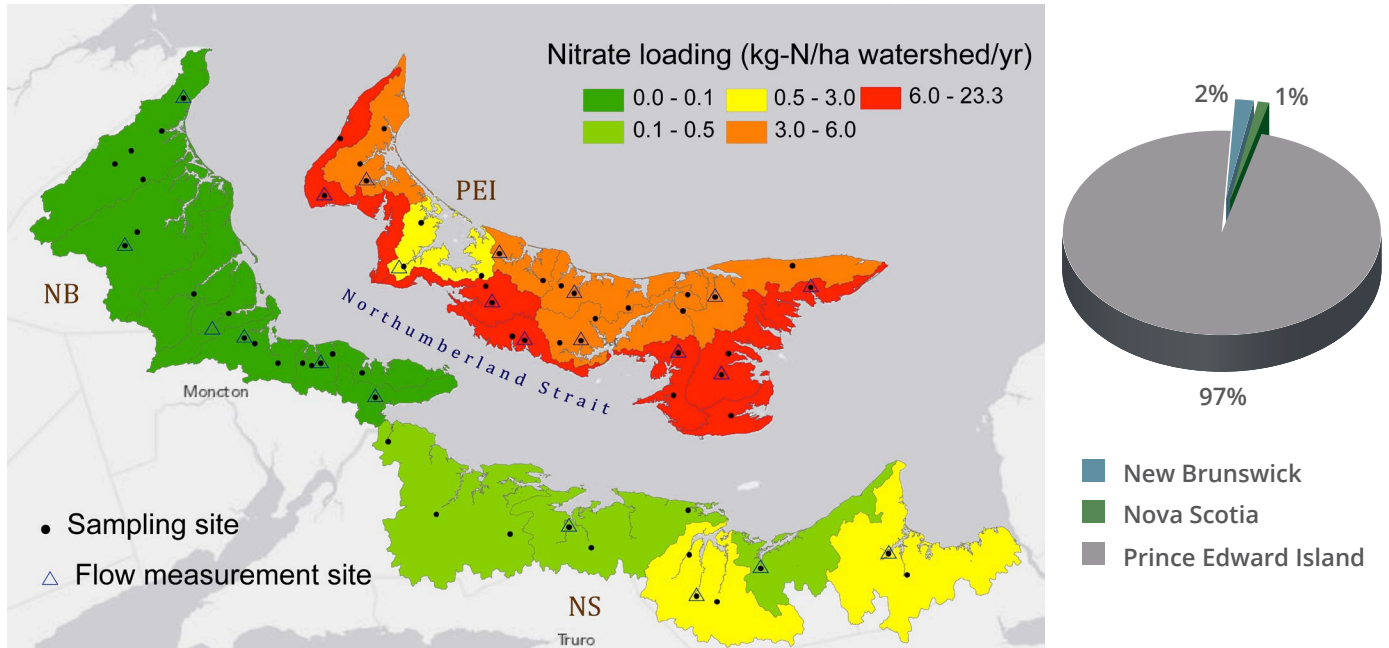 Nitrate loading (kg-N/ha watershed/yr)
0.0 - 0.1
0.5 - 3.0
6.0 - 23.3
0.1 - 0.5
3.0 - 6.0
PEI
NB
Northumberland Strait
Moncton
Sampling site
Flow measurement site
NS
Truro
2%
1%
97%
New Brunswick
Nova Scotia
Prince Edward Island